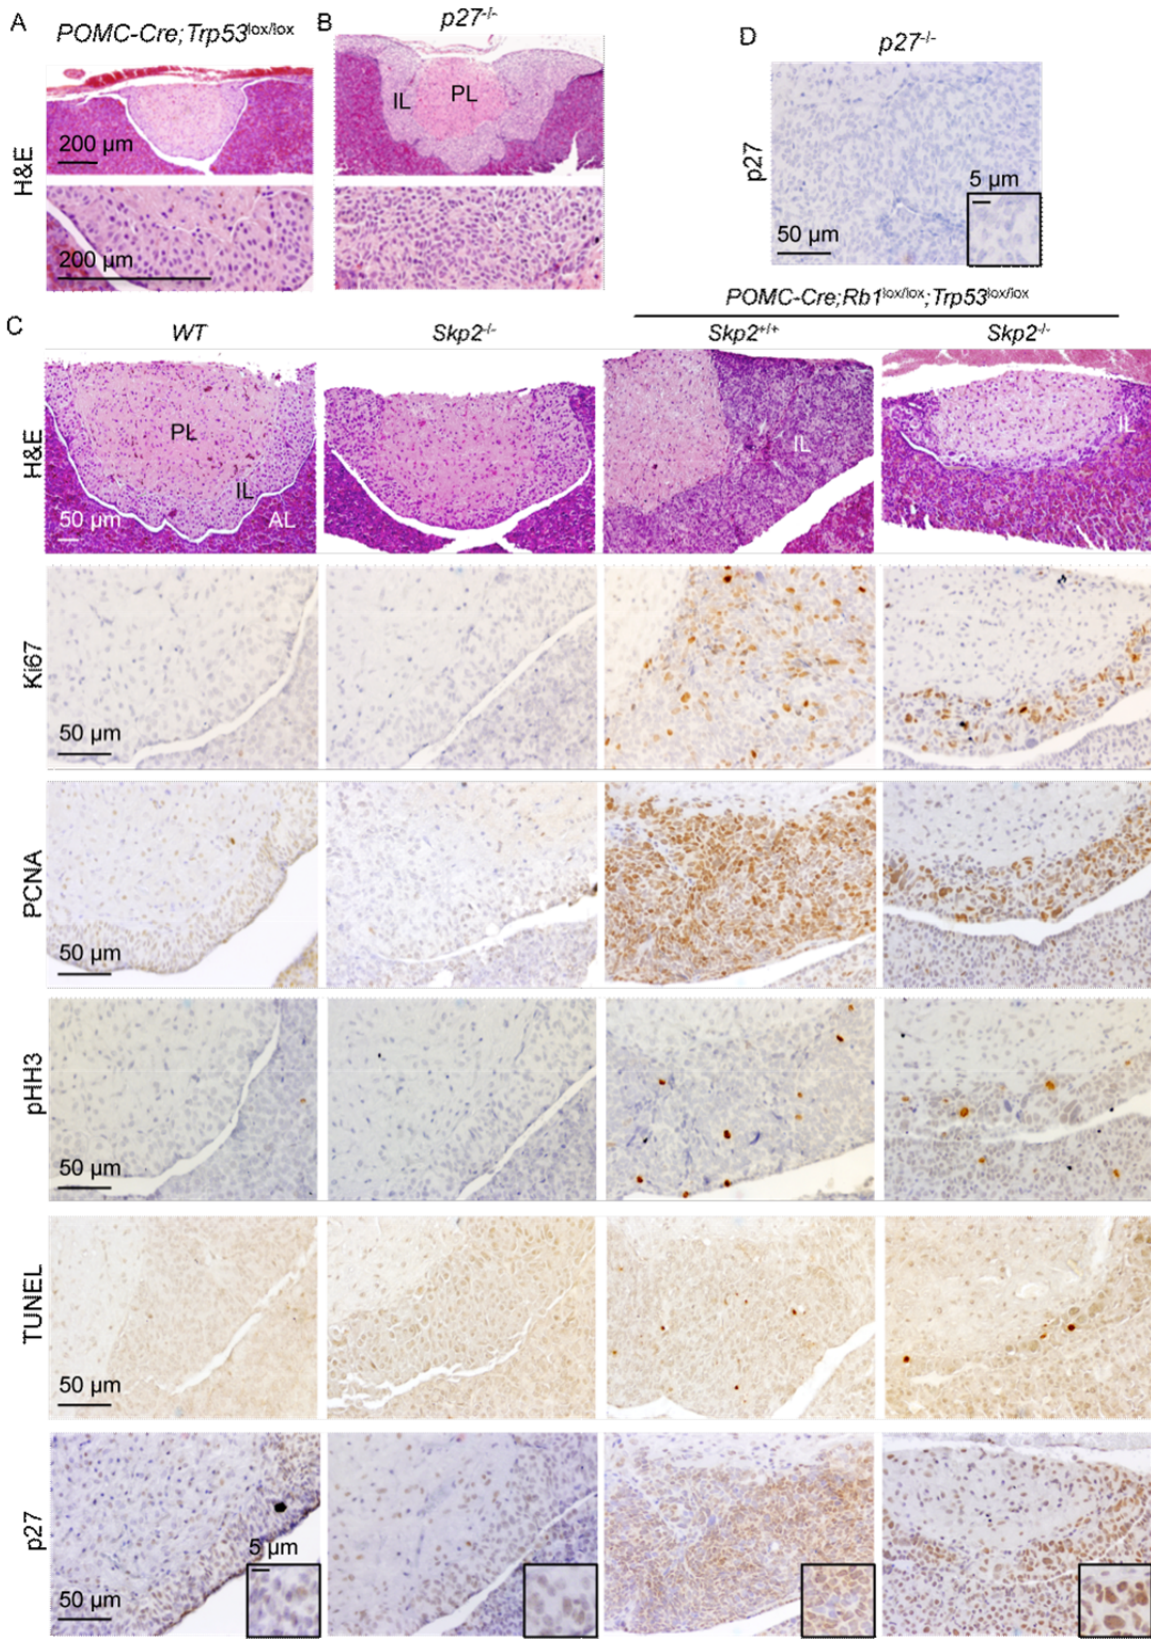 A
POMC-Cre;Trp53lox/lox
B
p27-/-
D
p27-/-
H&E
200 µm
200 µm
IL
PL
p27
5 µm
50 µm
POMC-Cre;Rb1lox/lox;Trp53lox/lox
C
WT
Skp2-/-
Skp2+/+
Skp2-/-
H&E
PL
IL
AL
50 µm
IL
IL
Ki67
50 µm
PCNA
50 µm
pHH3
50 µm
TUNEL
50 µm
p27
5 µm
50 µm